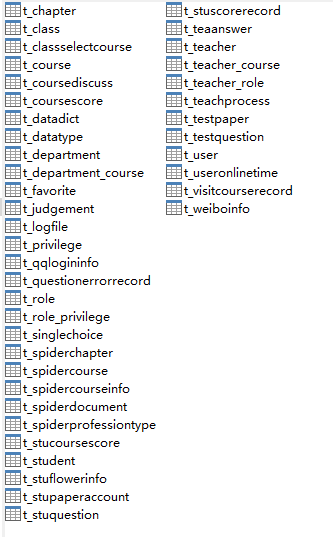 t_chapter
t_class
t_classselectcourse
t_course
t_coursediscuss
t_coursescore
t_datadict
t_datatype
t_department
t_department_course
t_favorite
t_judgement
t_logfile
t_privilege
t_qqlogininfo
t_questionerrorrecord
t_role
t_role_privilege
t_singlechoice
t_spiderchapter
t_spidercourse
t_spidercourseinfo
t_spiderdocument
t_spiderprofessiontype
t_stucoursescore
t_student
t_stuflowerinfo
t_stupaperaccount
t_stuquestion
t_stuscorerecord
t_teaanswer
t_teacher
t_teacher_course
t_teacher_role
t_teachprocess
t_testpaper
t_testquestion
t_user
t_useronlinetime
t_visitcourserecord
t_weiboinfo